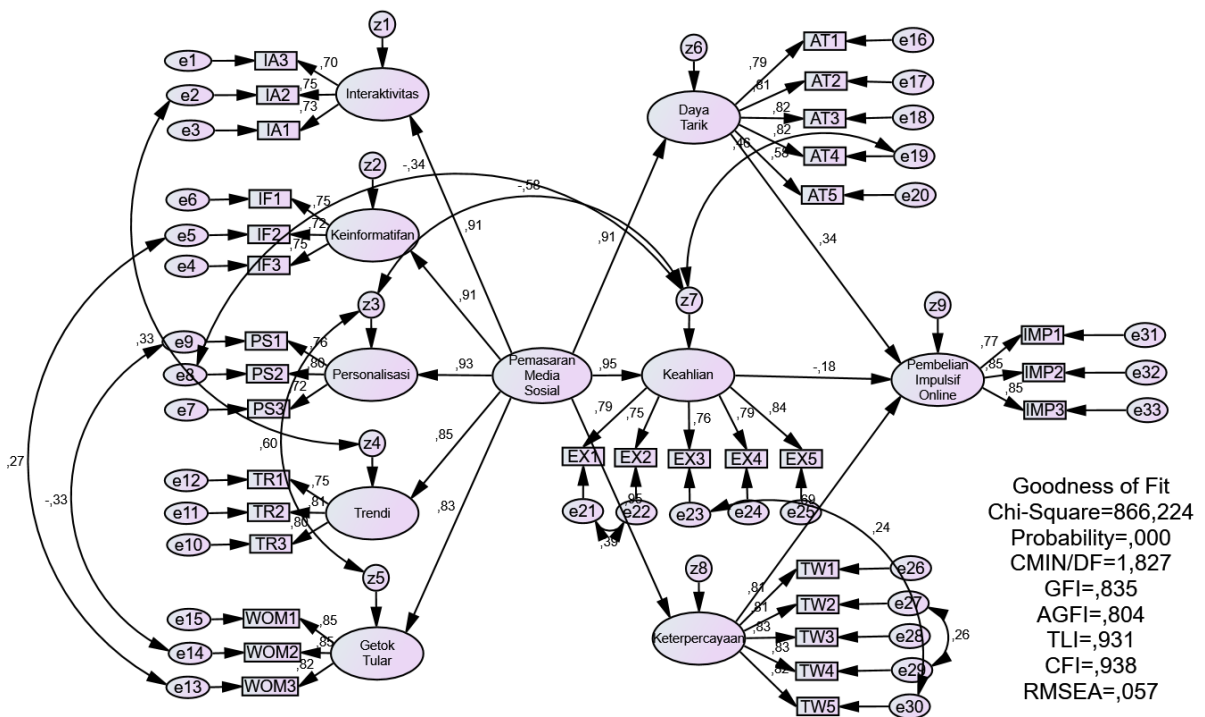 z1
e1
IA3
,70
e2
IA2
,75
Interaktivitas
e3
IA1
,73
z2
e6
IF1
,75
e5
IF2
,72
Keinformatifan
e4
IF3
,75
z3
e9
PS1
,76
e8
PS2
,80
Personalisasi
e7
PS3
,72
z4
e12
TR1
,75
e11
TR2
,81
Trendi
e10
TR3
,80
z5
e15
WOM1
,85
e14
WOM2
,85
Getok
Tular
e13
WOM3
,82
,33
,27
-,33
,60
-,34
-,58
,91
,91
,93
,85
,83
Pemasaran
Media
Sosial
,91
,95
,95
z6
Daya
Tarik
,79
AT1
e16
,81
AT2
e17
,82
AT3
e18
,82
AT4
e19
,46
,58
AT5
e20
,34
z7
Keahlian
-,18
,79
,75
,76
,79
,84
EX1
EX2
EX3
EX4
EX5
e21
e22
e23
e24
e25
,39
,69
,24
z8
Keterpercayaan
,81
TW1
e26
,81
TW2
e27
,83
TW3
e28
,83
TW4
e29
TW5
e30
,26
z9
Pembelian
Impulsif
Online
,77
IMP1
e31
,85
IMP2
e32
,85
IMP3
e33
Goodness of Fit
Chi-Square=866,224
Probability=,000
CMIN/DF=1,827
GFI=,835
AGFI=,804
TLI=,931
CFI=,938
RMSEA=,057